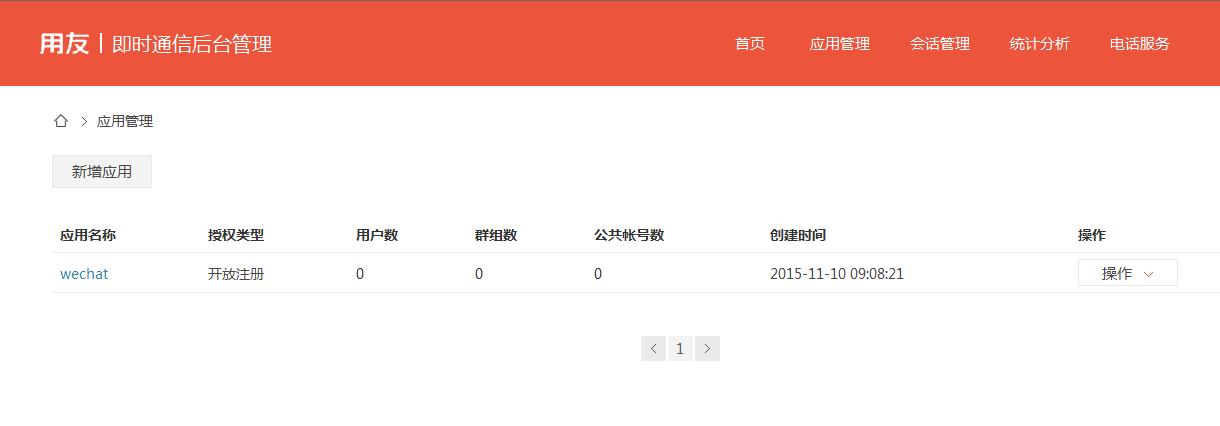 用友 | 即时通信后台管理 首页 应用管理 会话管理 统计分析 电话服务
应用管理
新增应用
应用名称 授权类型 用户数 群组数 公共帐号数 创建时间 操作
wechat 开放注册 0 0 0 2015-11-10 09:08:21 操作
1